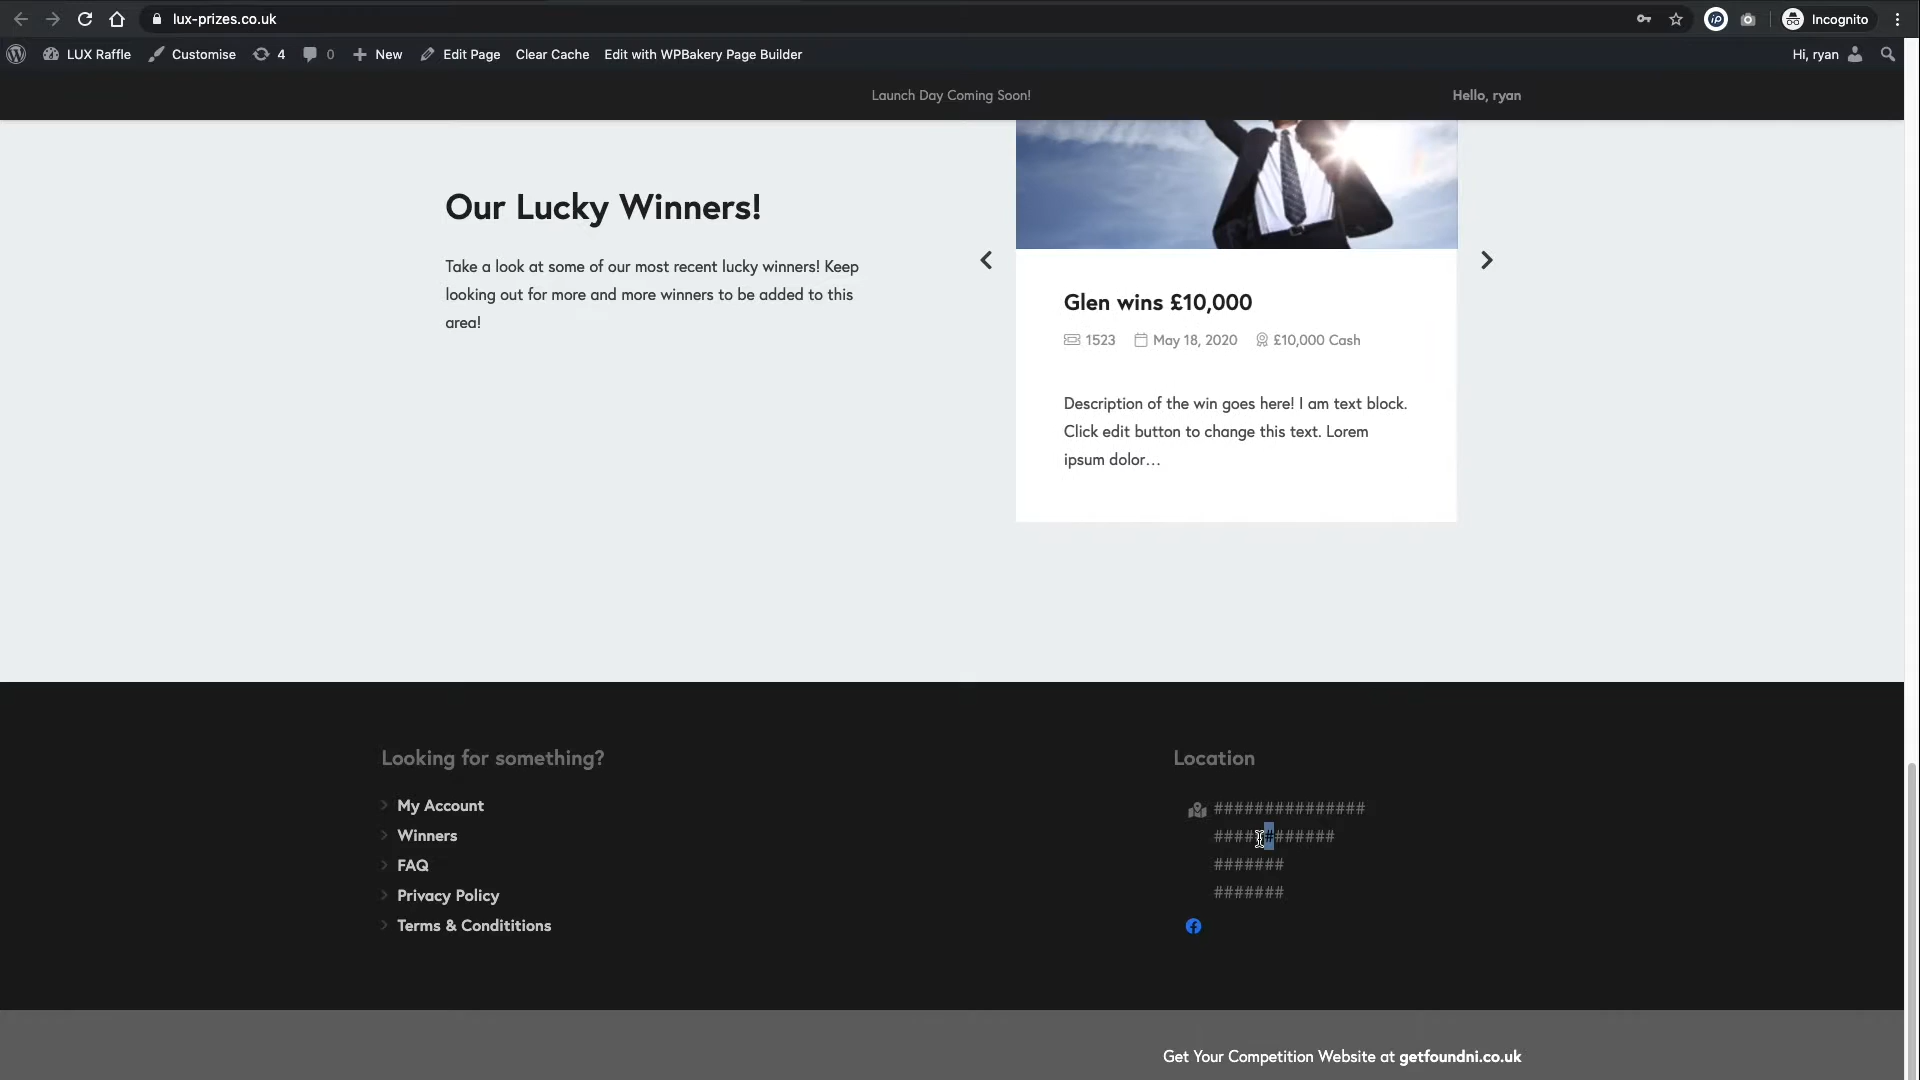 lux-prizes.co.uk
Incognito
LUX Raffle
Customise
4
0
New
Edit Page
Clear Cache
Edit with WPBakery Page Builder
Hi, ryan
Launch Day Coming Soon!
Hello, ryan
Our Lucky Winners!
Take a look at some of our most recent lucky winners! Keep
looking out for more and more winners to be added to this
area!
Glen wins £10,000
1523
May 18, 2020
£10,000 Cash
Description of the win goes here! I am text block.
Click edit button to change this text. Lorem
ipsum dolor…
Looking for something?
My Account
Winners
FAQ
Privacy Policy
Terms & Condititions
Location
###############
############
#######
#######
Get Your Competition Website at getfoundni.co.uk